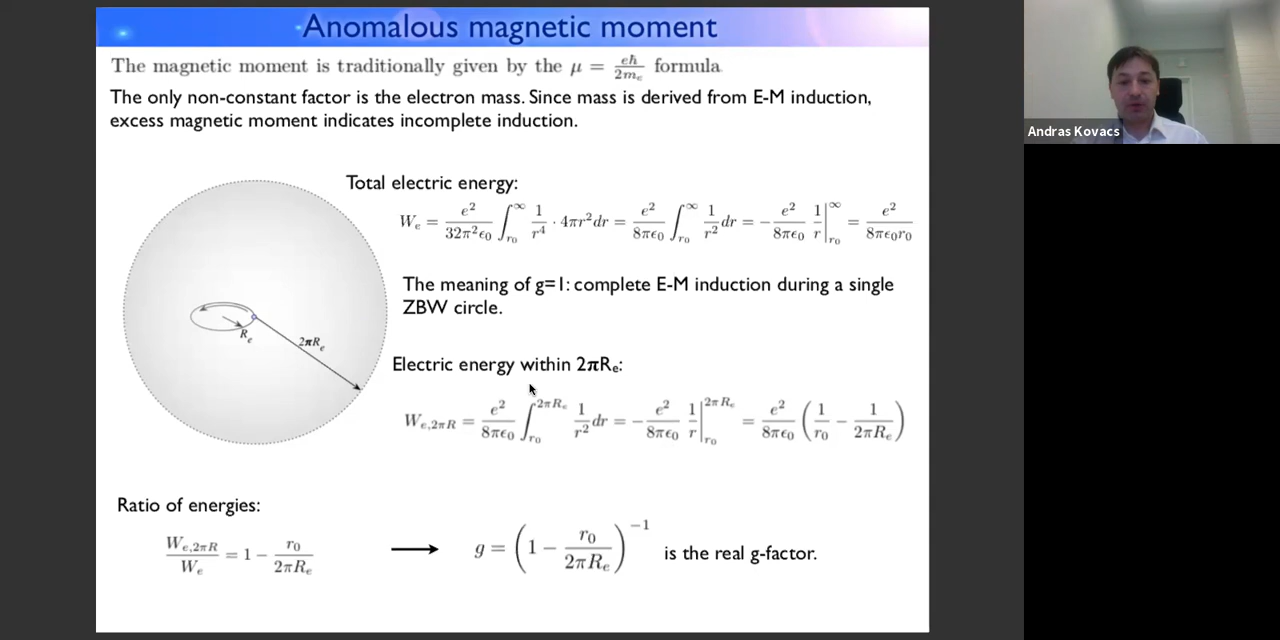 Anomalous magnetic moment
The magnetic moment is traditionally given by the μ = eħ/2mₑ formula
The only non-constant factor is the electron mass. Since mass is derived from E-M induction,
excess magnetic moment indicates incomplete induction.
Andras Kovacs
Total electric energy:
Wₑ = e²/32π²ϵ₀ ∫_{r₀}^{∞} 1/r⁴ · 4πr²dr = e²/8πϵ₀ ∫_{r₀}^{∞} 1/r² dr = − e²/8πϵ₀ 1/r |_{r₀}^{∞} = e²/8πϵ₀r₀
The meaning of g=1: complete E-M induction during a single
ZBW circle.
Rₑ
2πRₑ
Electric energy within 2πRₑ:
W_{e,2πR} = e²/8πϵ₀ ∫_{r₀}^{2πRₑ} 1/r² dr = − e²/8πϵ₀ 1/r |_{r₀}^{2πRₑ} = e²/8πϵ₀ (1/r₀ − 1/2πRₑ)
Ratio of energies:
W_{e,2πR}/Wₑ = 1 − r₀/2πRₑ → g = (1 − r₀/2πRₑ)⁻¹ is the real g-factor.